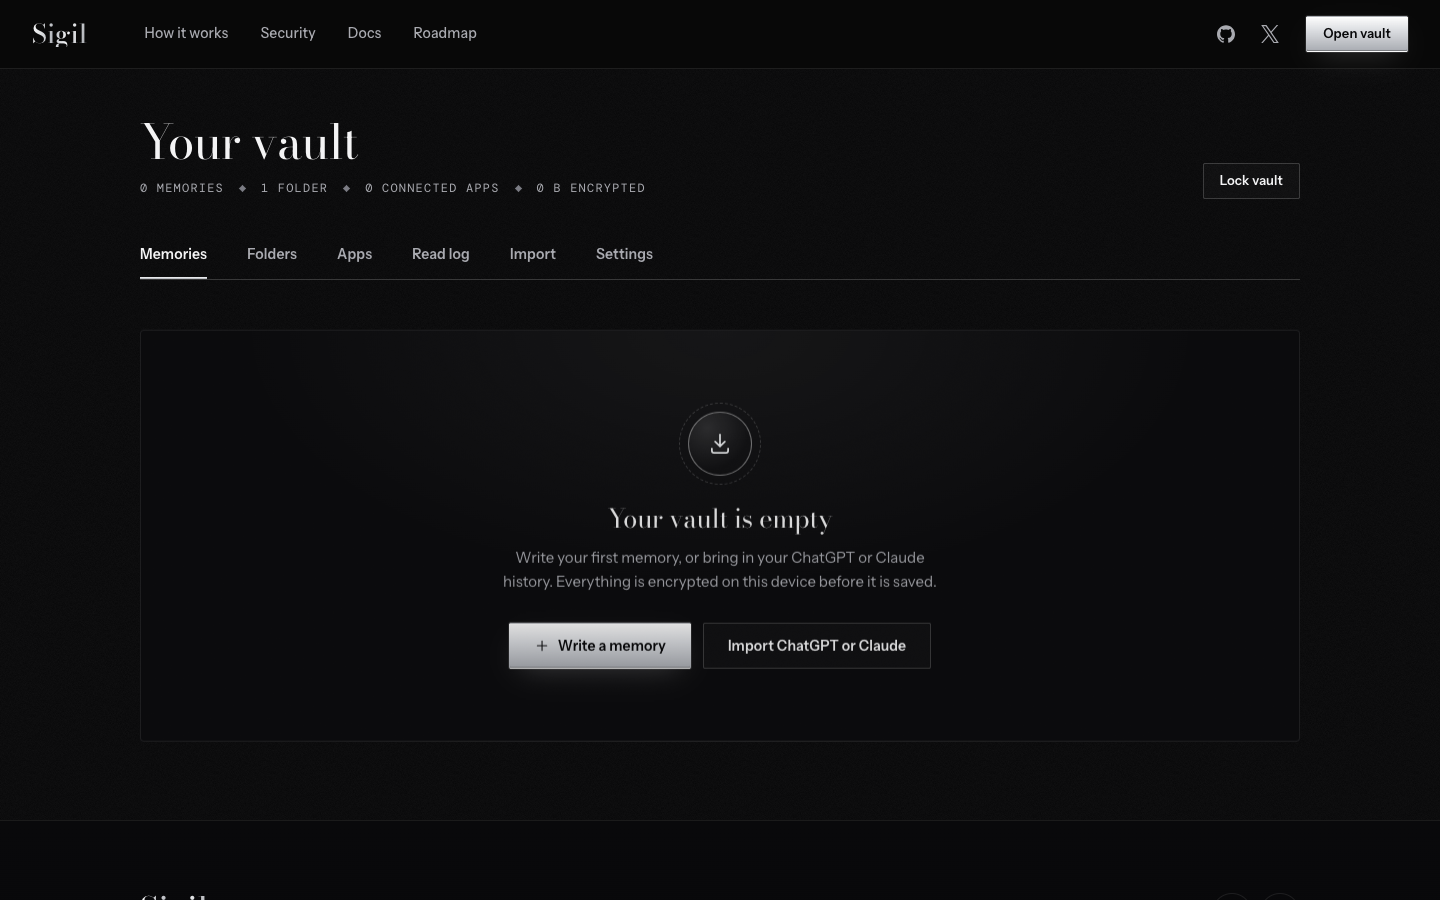 Sigil
How it works
Security
Docs
Roadmap
Open vault
Your vault
0 MEMORIES ◆ 1 FOLDER ◆ 0 CONNECTED APPS ◆ 0 B ENCRYPTED
Lock vault
Memories
Folders
Apps
Read log
Import
Settings
Your vault is empty
Write your first memory, or bring in your ChatGPT or Claude
history. Everything is encrypted on this device before it is saved.
+ Write a memory
Import ChatGPT or Claude